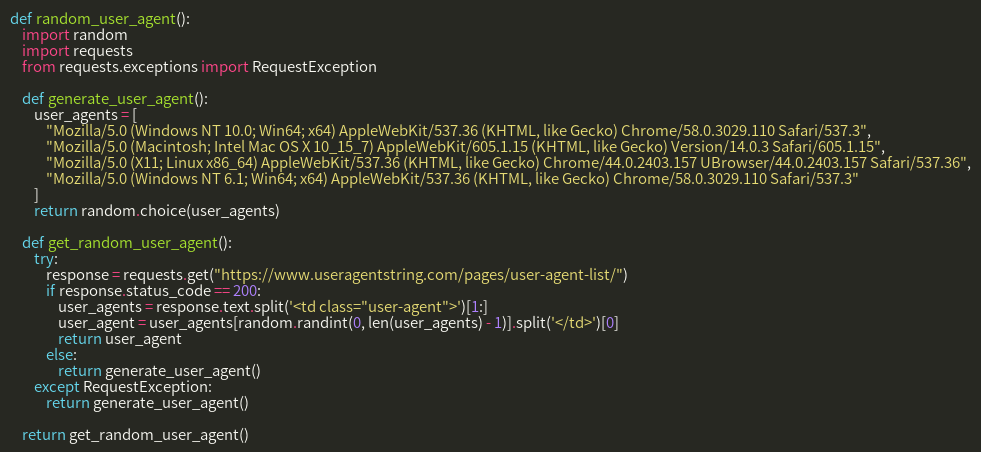 def random_user_agent():
    import random
    import requests
    from requests.exceptions import RequestException

    def generate_user_agent():
        user_agents = [
            "Mozilla/5.0 (Windows NT 10.0; Win64; x64) AppleWebKit/537.36 (KHTML, like Gecko) Chrome/58.0.3029.110 Safari/537.3",
            "Mozilla/5.0 (Macintosh; Intel Mac OS X 10_15_7) AppleWebKit/605.1.15 (KHTML, like Gecko) Version/14.0.3 Safari/605.1.15",
            "Mozilla/5.0 (X11; Linux x86_64) AppleWebKit/537.36 (KHTML, like Gecko) Chrome/44.0.2403.157 UBrowser/44.0.2403.157 Safari/537.36",
            "Mozilla/5.0 (Windows NT 6.1; Win64; x64) AppleWebKit/537.36 (KHTML, like Gecko) Chrome/58.0.3029.110 Safari/537.3"
        ]
        return random.choice(user_agents)

    def get_random_user_agent():
        try:
            response = requests.get("https://www.useragentstring.com/pages/user-agent-list/")
            if response.status_code == 200:
                user_agents = response.text.split('<td class="user-agent">')[1:]
                user_agent = user_agents[random.randint(0, len(user_agents) - 1)].split('</td>')[0]
                return user_agent
            else:
                return generate_user_agent()
        except RequestException:
            return generate_user_agent()

    return get_random_user_agent()